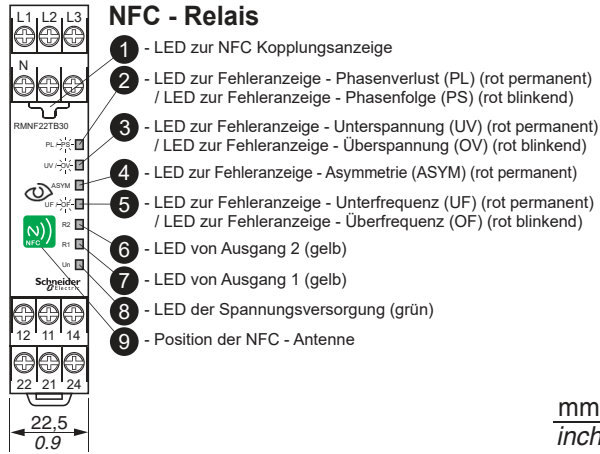 NFC - Relais
L1 L2 L3
N
1 - LED zur NFC Kopplungsanzeige
2 - LED zur Fehleranzeige - Phasenverlust (PL) (rot permanent)
/ LED zur Fehleranzeige - Phasenfolge (PS) (rot blinkend)
3 - LED zur Fehleranzeige - Unterspannung (UV) (rot permanent)
/ LED zur Fehleranzeige - Überspannung (OV) (rot blinkend)
4 - LED zur Fehleranzeige - Asymmetrie (ASYM) (rot permanent)
5 - LED zur Fehleranzeige - Unterfrequenz (UF) (rot permanent)
/ LED zur Fehleranzeige - Überfrequenz (OF) (rot blinkend)
6 - LED von Ausgang 2 (gelb)
7 - LED von Ausgang 1 (gelb)
8 - LED der Spannungsversorgung (grün)
9 - Position der NFC - Antenne
RMNF22TB30
PL / PS
UV / OV
ASYM
UF / OF
R2
NFC
R1
Un
Schneider
Electric
12 11 14
22 21 24
22,5
0.9
mm
inch